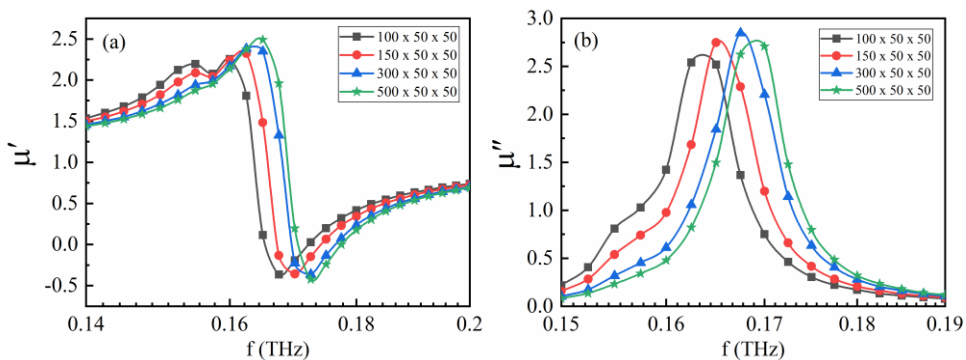 (a)
100 x 50 x 50
150 x 50 x 50
300 x 50 x 50
500 x 50 x 50
2.5
2.0
1.5
1.0
0.5
0.0
-0.5
μ′
0.14
0.16
0.18
0.2
f (THz)
(b)
100 x 50 x 50
150 x 50 x 50
300 x 50 x 50
500 x 50 x 50
3.0
2.5
2.0
1.5
1.0
0.5
0.0
μ″
0.15
0.16
0.17
0.18
0.19
f (THz)